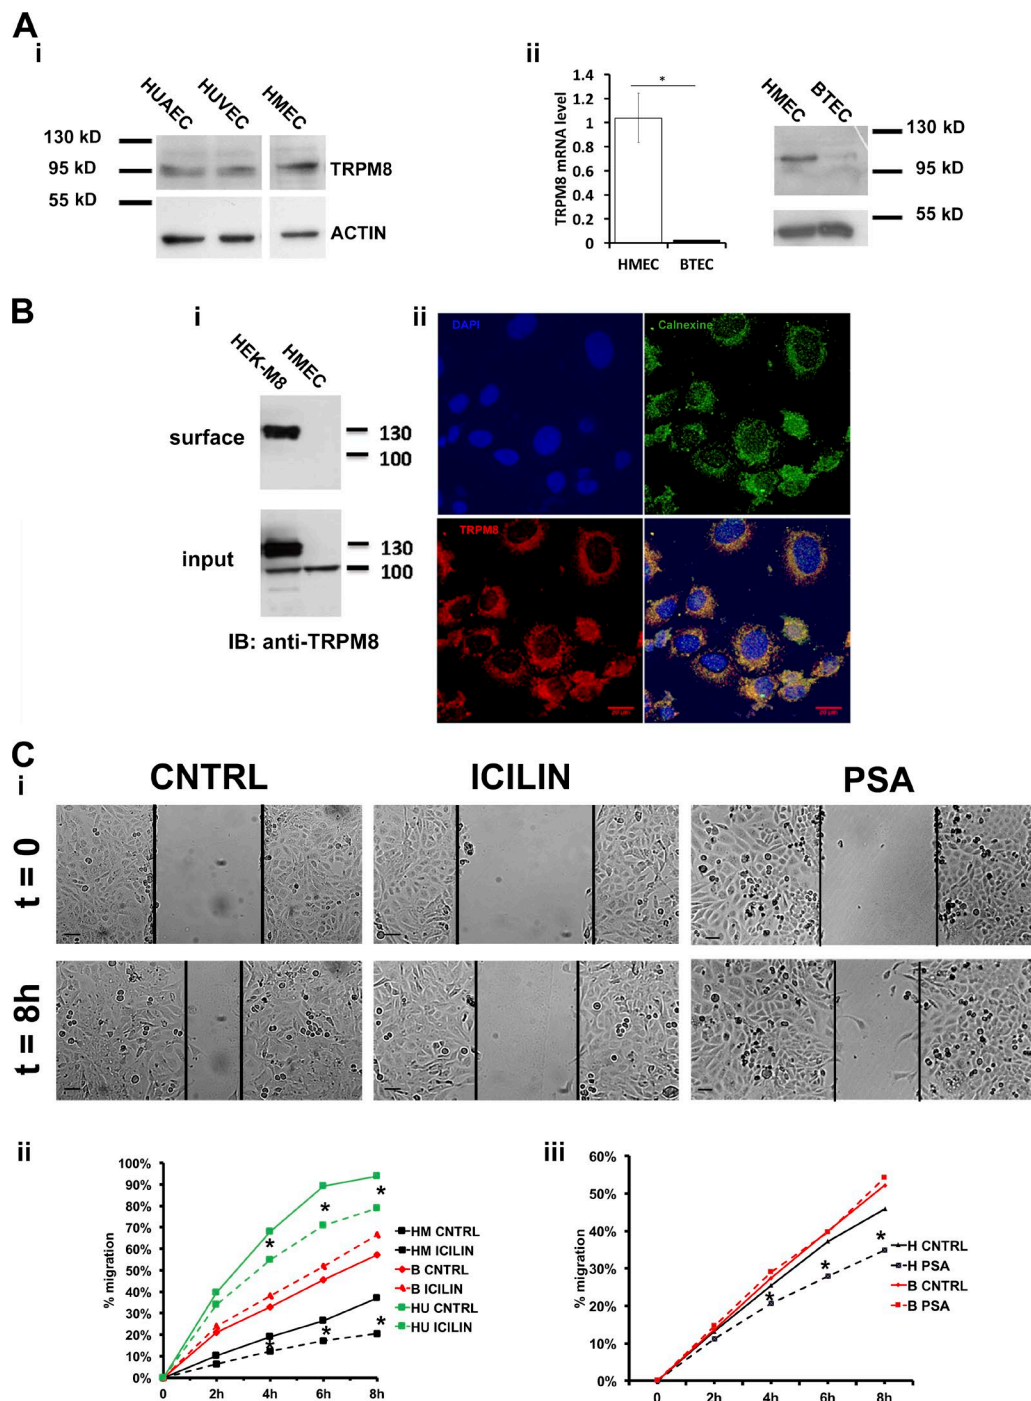 A
i
HUAEC
HUVEC
HMEC
130 kD
95 kD
55 kD
TRPM8
ACTIN
ii
TRPM8 mRNA level
1.4
1.2
1
0.8
0.6
0.4
0.2
0
*
HMEC
BTEC
HMEC
BTEC
130 kD
95 kD
55 kD
B
i
HEK-M8
HMEC
surface
130
100
input
130
100
IB: anti-TRPM8
ii
DAPI
Calnexine
TRPM8
20 µm
20 µm
C
i
CNTRL
ICILIN
PSA
t = 0
t = 8h
ii
% migration
100%
90%
80%
70%
60%
50%
40%
30%
20%
10%
0%
0
2h
4h
6h
8h
*
*
*
*
*
*
HM CNTRL
HM ICILIN
B CNTRL
B ICILIN
HU CNTRL
HU ICILIN
iii
% migration
60%
50%
40%
30%
20%
10%
0%
0
2h
4h
6h
8h
*
*
*
H CNTRL
H PSA
B CNTRL
B PSA